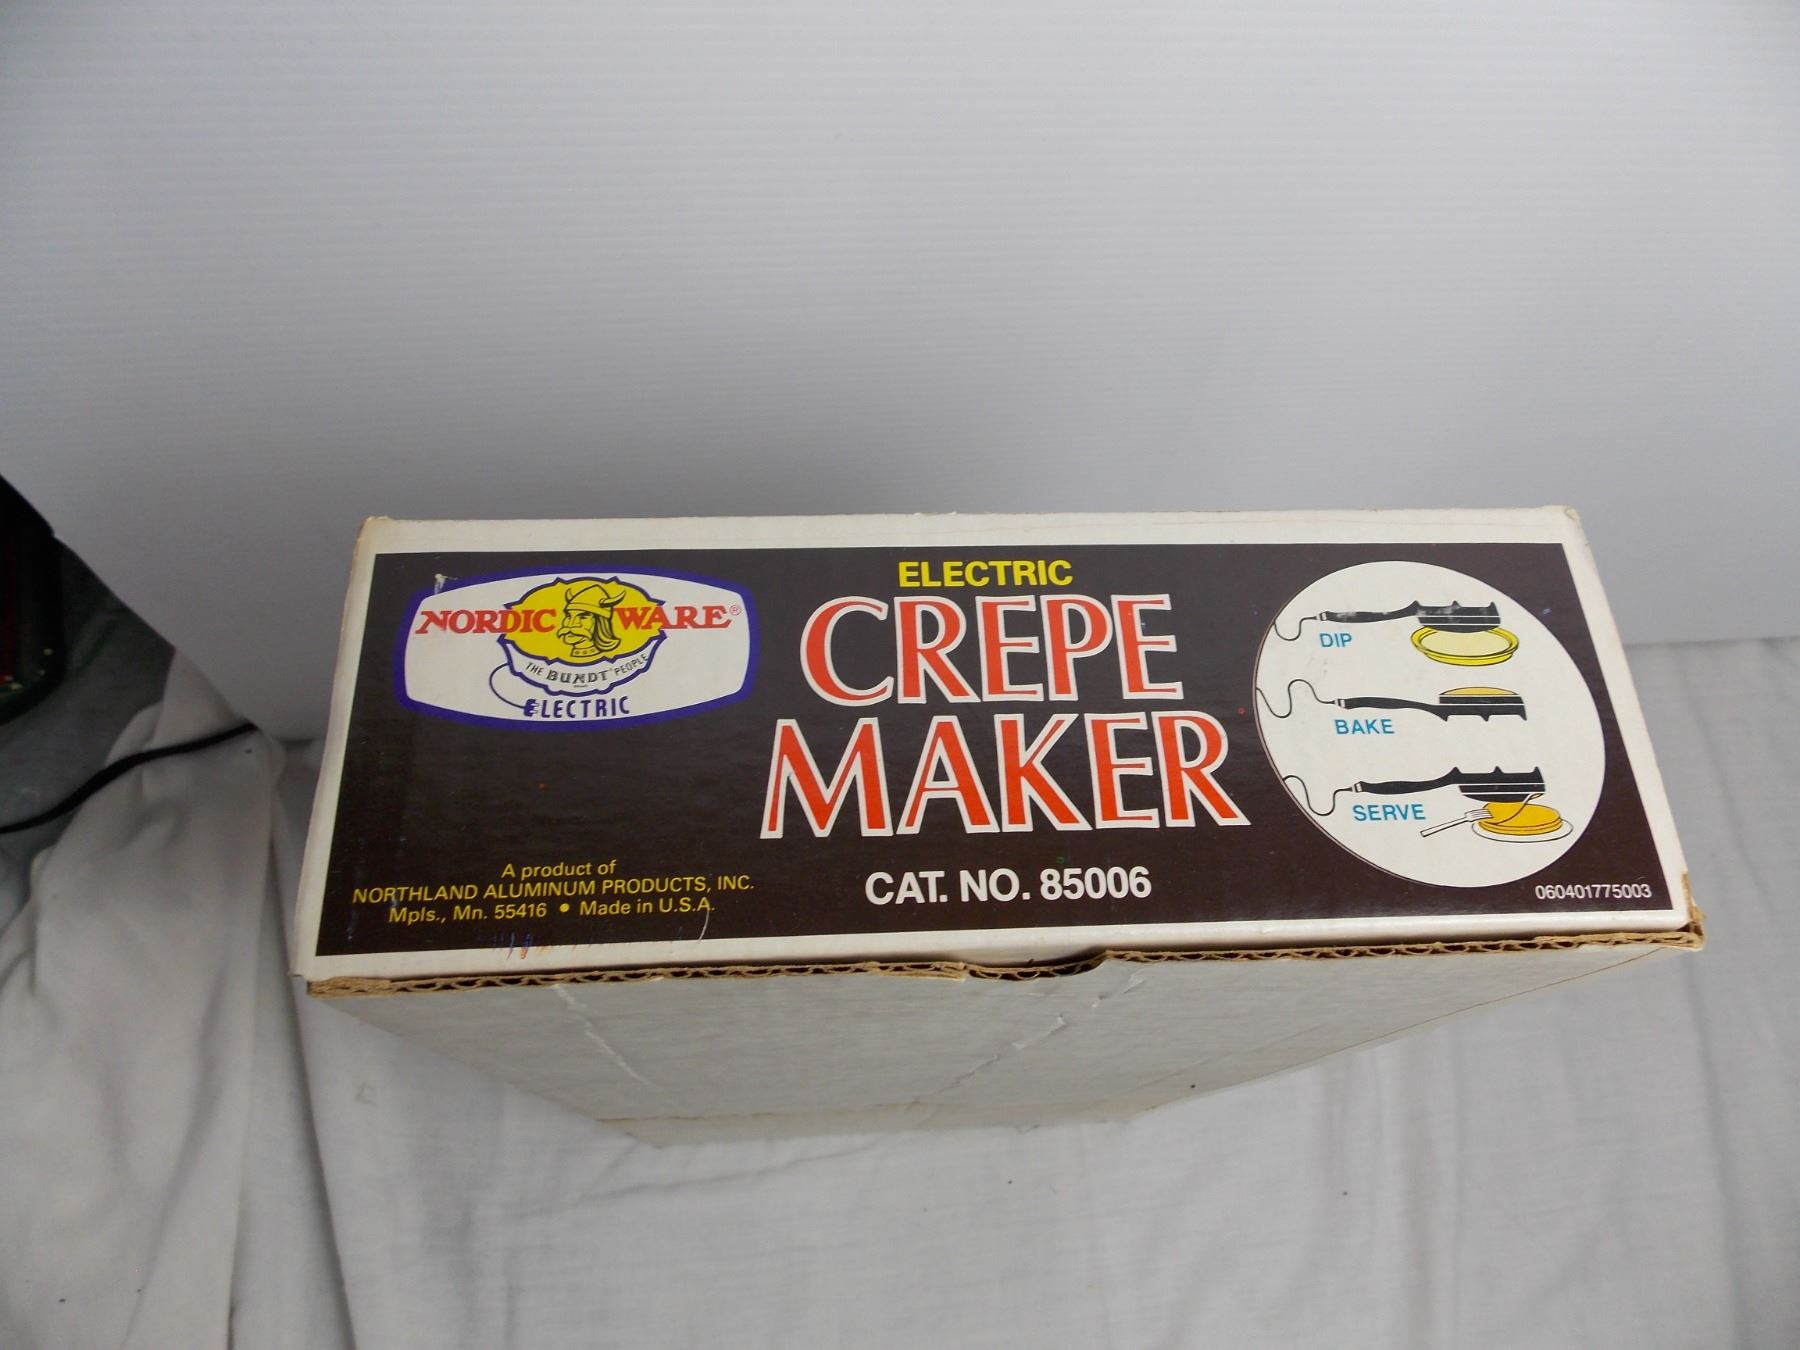 NORDIC WARE®
THE BUNDT® PEOPLE
ELECTRIC
A product of
NORTHLAND ALUMINUM PRODUCTS, INC.
Mpls., Mn. 55416 • Made in U.S.A.
ELECTRIC
CREPE
MAKER
CAT. NO. 85006
DIP
BAKE
SERVE
060401775003